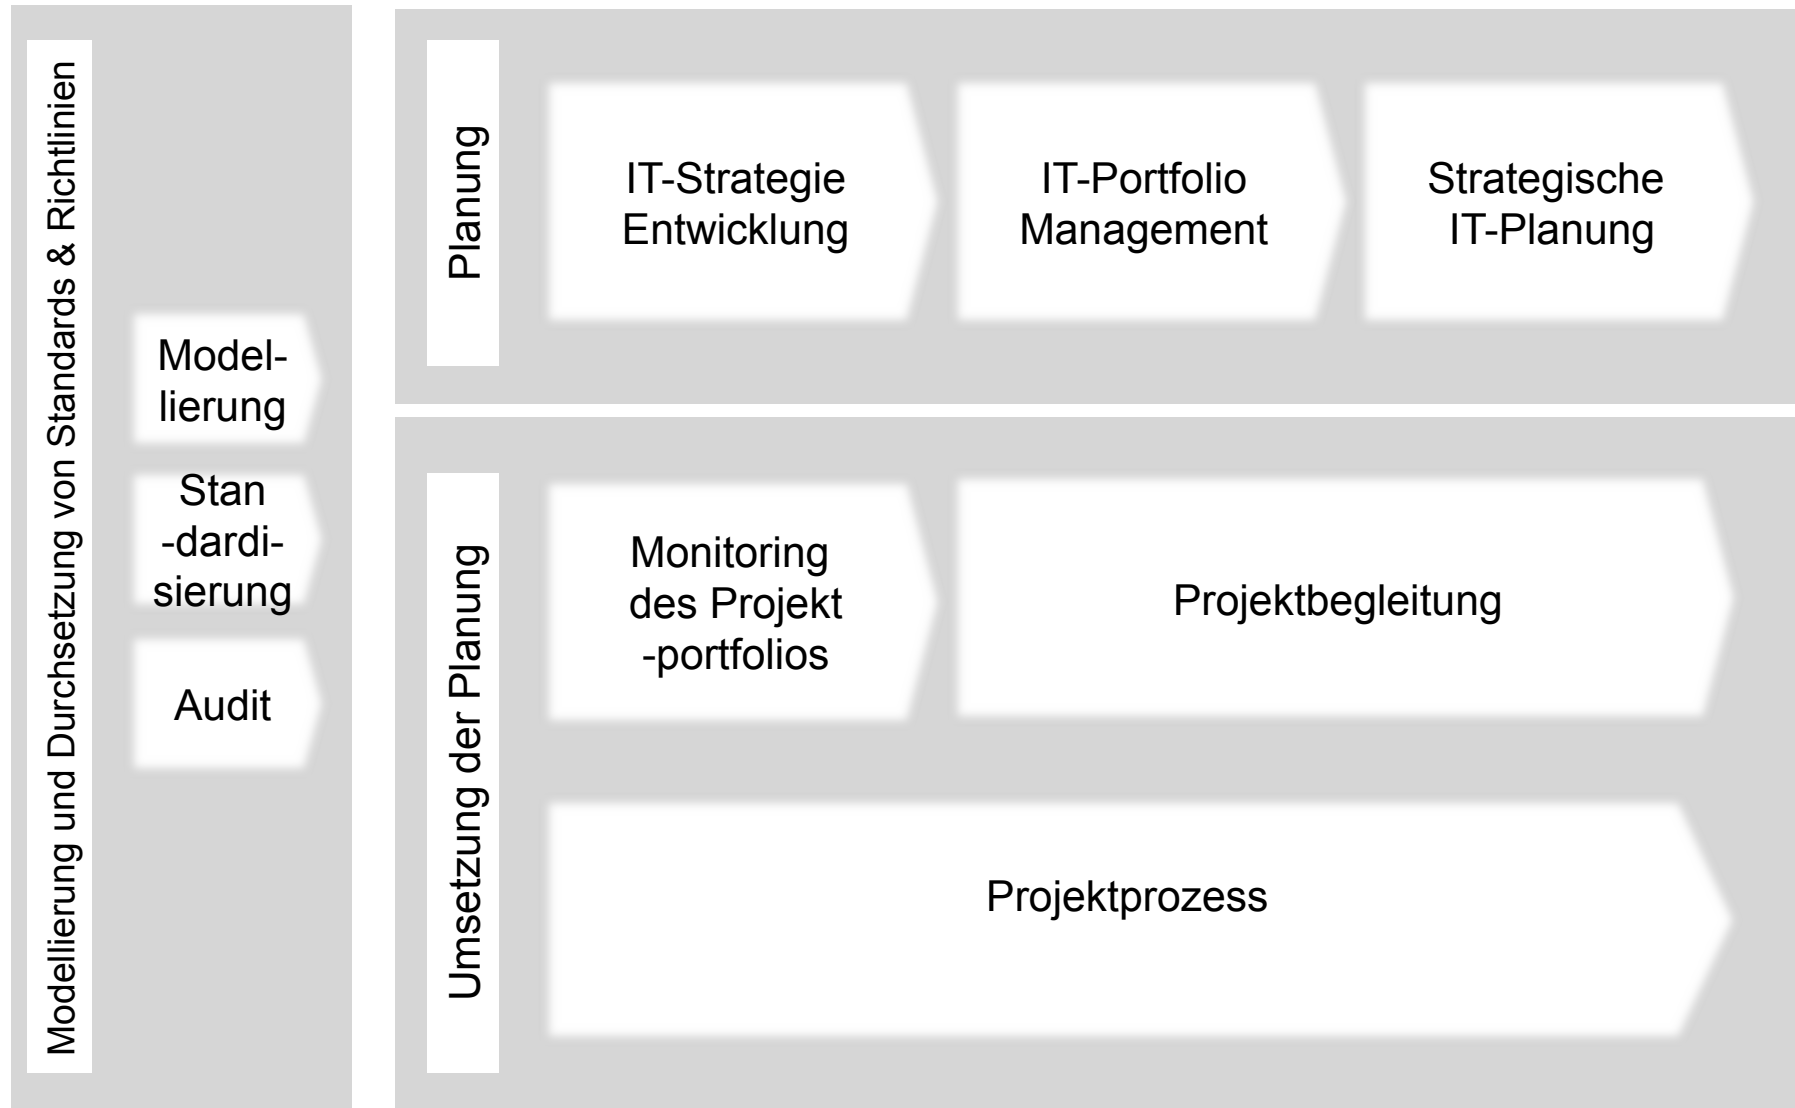 Modellierung und Durchsetzung von Standards & Richtlinien
Model-
lierung
Stan
-dardi-
sierung
Audit
Planung
IT-Strategie
Entwicklung
IT-Portfolio
Management
Strategische
IT-Planung
Umsetzung der Planung
Monitoring
des Projekt
-portfolios
Projektbegleitung
Projektprozess